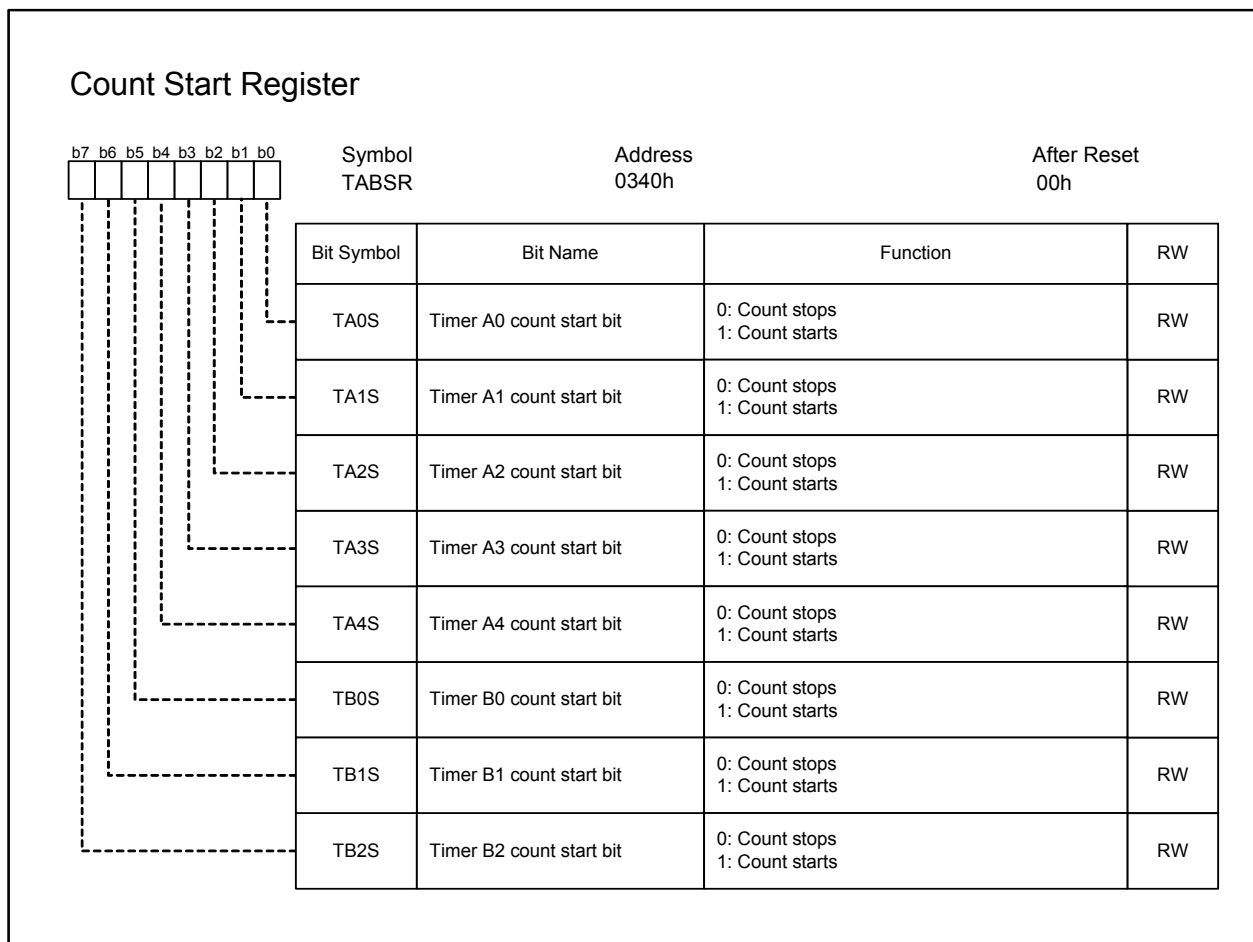 Count Start Register
b7 b6 b5 b4 b3 b2 b1 b0
Symbol Address After Reset
TABSR 0340h 00h
Bit Symbol Bit Name Function RW
TA0S Timer A0 count start bit 0: Count stops
1: Count starts RW
TA1S Timer A1 count start bit 0: Count stops
1: Count starts RW
TA2S Timer A2 count start bit 0: Count stops
1: Count starts RW
TA3S Timer A3 count start bit 0: Count stops
1: Count starts RW
TA4S Timer A4 count start bit 0: Count stops
1: Count starts RW
TB0S Timer B0 count start bit 0: Count stops
1: Count starts RW
TB1S Timer B1 count start bit 0: Count stops
1: Count starts RW
TB2S Timer B2 count start bit 0: Count stops
1: Count starts RW